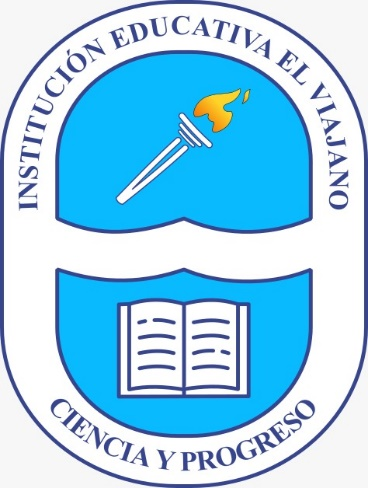 INSTITUCIÓN EDUCATIVA EL VIAJANO
CIENCIA Y PROGRESO